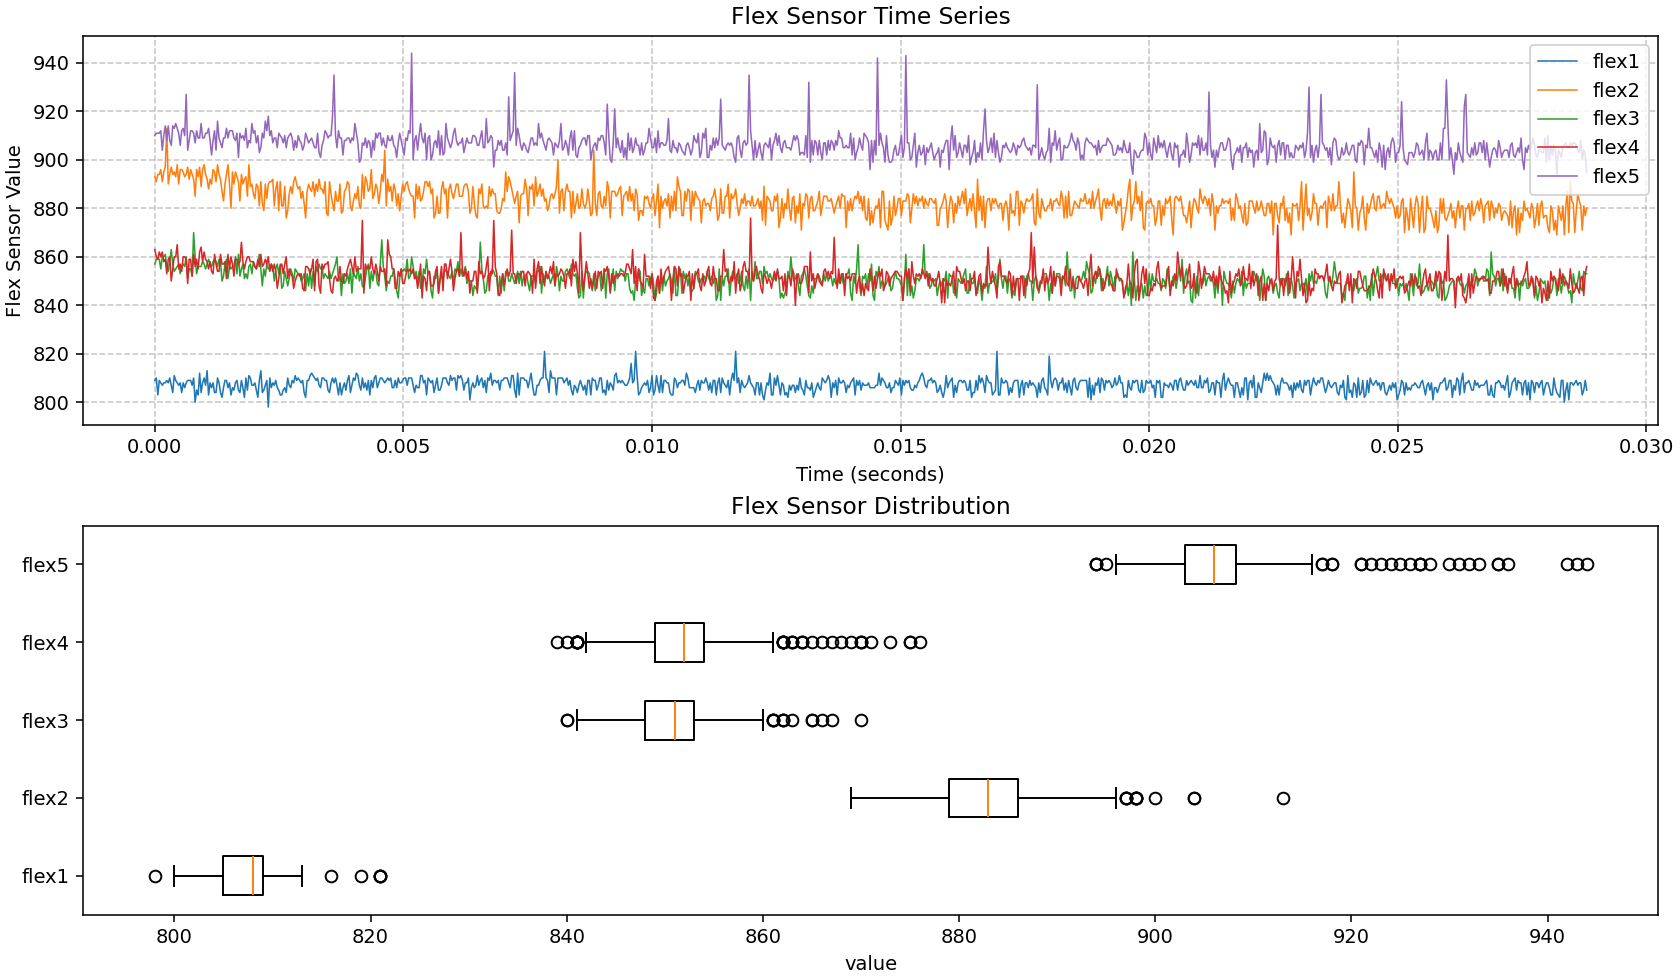 Flex Sensor Time Series
Flex Sensor Value
940
920
900
880
860
840
820
800
flex1
flex2
flex3
flex4
flex5
0.000 0.005 0.010 0.015 0.020 0.025 0.030
Time (seconds)
Flex Sensor Distribution
flex5
flex4
flex3
flex2
flex1
800 820 840 860 880 900 920 940
value